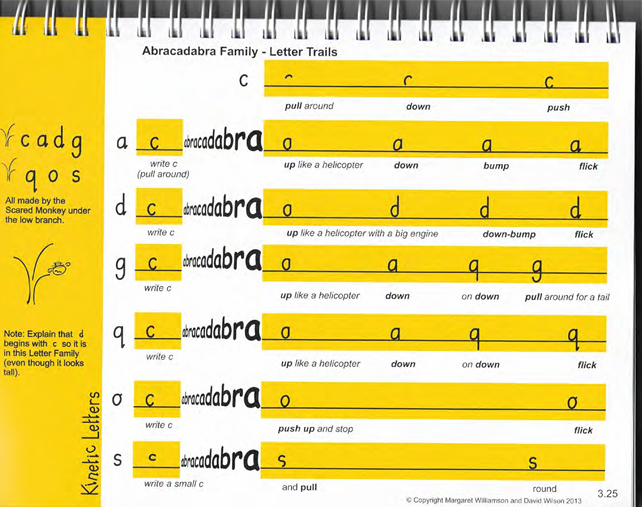 Abracadabra Family - Letter Trails
c
pull around down push
c a d g
q o s
All made by the
Scared Monkey under
the low branch.
Note: Explain that d
begins with c so it is
in this Letter Family
(even though it looks
tall).
Kinetic Letters
a c abracadabra o a a a
write c
(pull around)
up like a helicopter down bump flick
d c abracadabra o d d d
write c
up like a helicopter with a big engine down-bump flick
g c abracadabra o a q g
write c
up like a helicopter down on down pull around for a tail
q c abracadabra o a q q
write c
up like a helicopter down on down flick
o c abracadabra o o
write c
push up and stop flick
s c abracadabra s s
write a small c
and pull round
3.25
© Copyright Margaret Williamson and David Wilson 2013